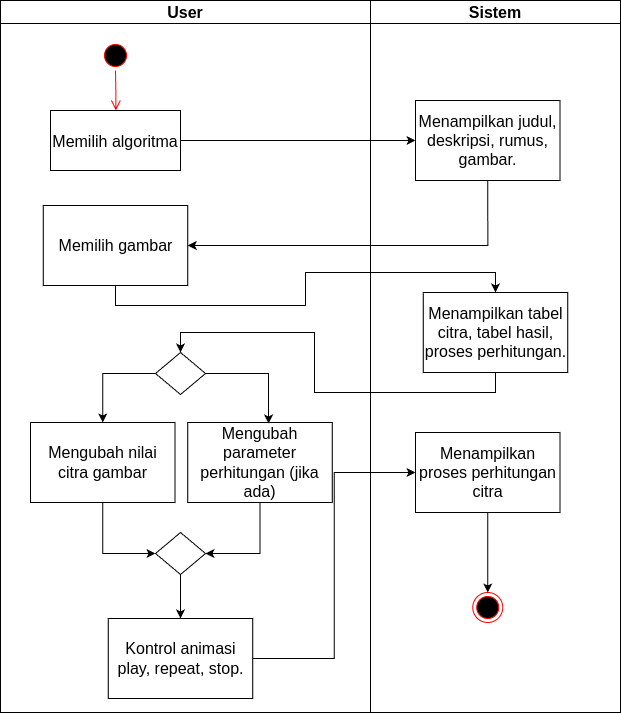 User
Sistem
Memilih algoritma
Menampilkan judul,
deskripsi, rumus,
gambar.
Memilih gambar
Menampilkan tabel
citra, tabel hasil,
proses perhitungan.
Mengubah nilai
citra gambar
Mengubah
parameter
perhitungan (jika
ada)
Menampilkan
proses perhitungan
citra
Kontrol animasi
play, repeat, stop.